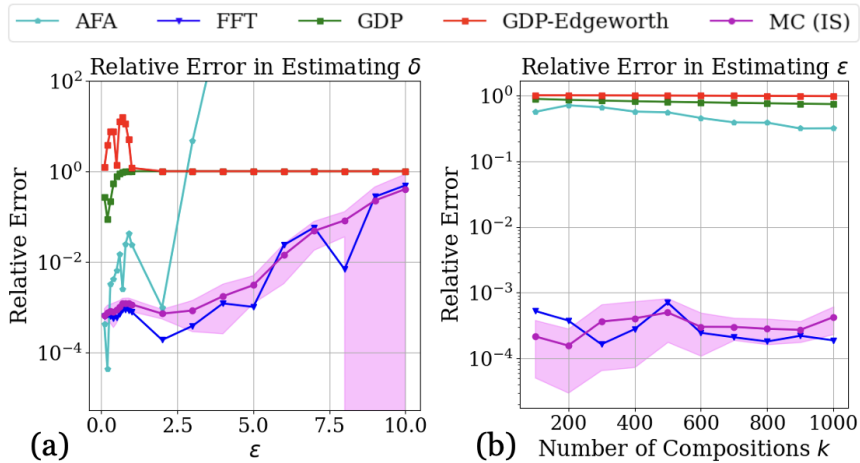 AFA FFT GDP GDP-Edgeworth MC (IS)
Relative Error in Estimating δ
Relative Error
10^2
10^0
10^-2
10^-4
0.0 2.5 5.0 7.5 10.0
ε
(a)
Relative Error in Estimating ε
Relative Error
10^0
10^-1
10^-2
10^-3
10^-4
200 400 600 800 1000
Number of Compositions k
(b)